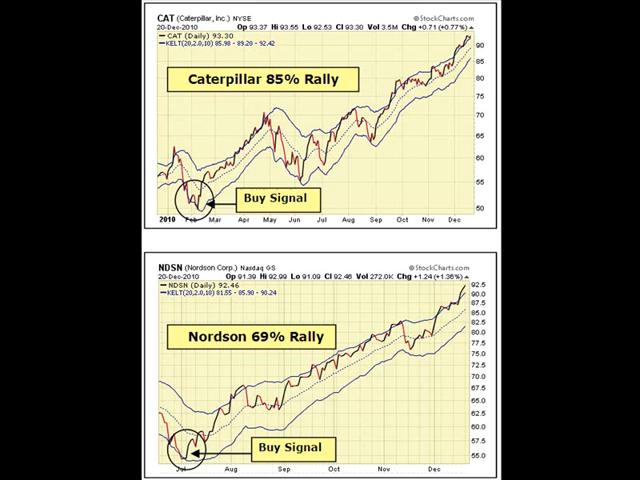 CAT (Caterpillar, Inc.) NYSE © StockCharts.com
20-Dec-2010 Op 93.37 Hi 93.55 Lo 92.53 Cl 93.30 Vol 3.5M Chg +0.71 (+0.77%)
CAT (Daily) 93.30
KELT(20,2.0,10) 85.98 - 89.20 - 92.42
90
Caterpillar 85% Rally
85
80
75
70
65
60
55
Buy Signal
50
2010 Feb Mar Apr May Jun Jul Aug Sep Oct Nov Dec
NDSN (Nordson Corp.) Nasdaq GS © StockCharts.com
20-Dec-2010 Op 91.39 Hi 92.99 Lo 91.09 Cl 92.46 Vol 272.0K Chg +1.24 (+1.36%)
NDSN (Daily) 92.46
KELT(20,2.0,10) 81.55 - 85.90 - 90.24
92.5
90.0
87.5
85.0
82.5
Nordson 69% Rally
80.0
77.5
75.0
72.5
70.0
67.5
65.0
62.5
60.0
57.5
Buy Signal
55.0
Jul Aug Sep Oct Nov Dec